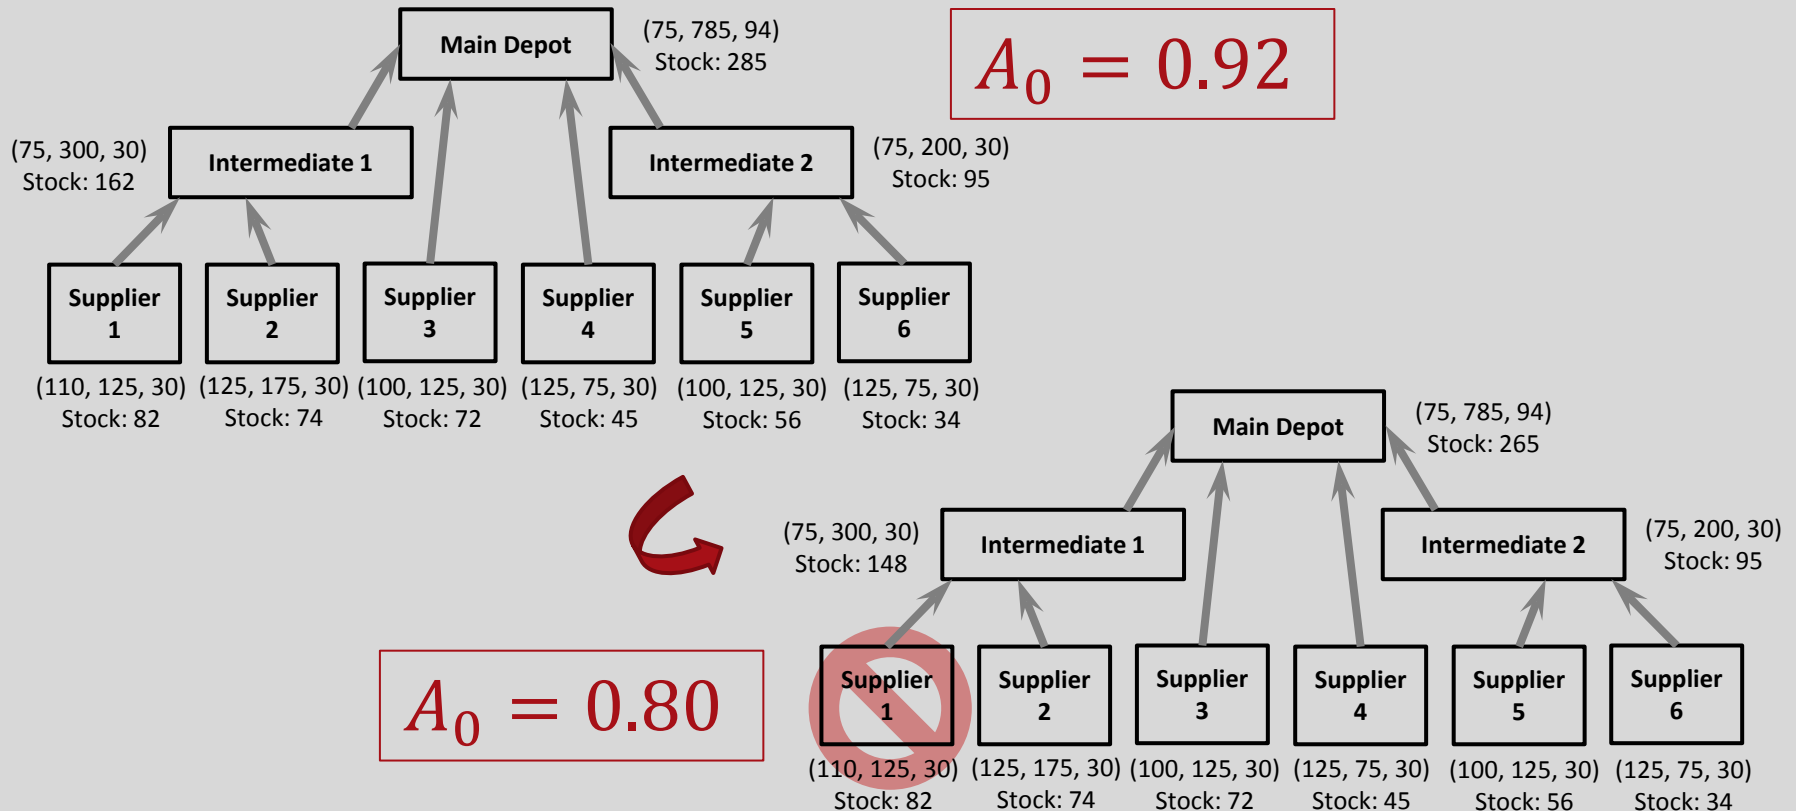 Main Depot
(75, 785, 94)
Stock: 285
A₀ = 0.92
(75, 300, 30)
Stock: 162
Intermediate 1
Intermediate 2
(75, 200, 30)
Stock: 95
Supplier
1
Supplier
2
Supplier
3
Supplier
4
Supplier
5
Supplier
6
(110, 125, 30)
Stock: 82
(125, 175, 30)
Stock: 74
(100, 125, 30)
Stock: 72
(125, 75, 30)
Stock: 45
(100, 125, 30)
Stock: 56
(125, 75, 30)
Stock: 34
Main Depot
(75, 785, 94)
Stock: 265
(75, 300, 30)
Stock: 148
Intermediate 1
Intermediate 2
(75, 200, 30)
Stock: 95
A₀ = 0.80
Supplier
1
Supplier
2
Supplier
3
Supplier
4
Supplier
5
Supplier
6
(110, 125, 30)
Stock: 82
(125, 175, 30)
Stock: 74
(100, 125, 30)
Stock: 72
(125, 75, 30)
Stock: 45
(100, 125, 30)
Stock: 56
(125, 75, 30)
Stock: 34